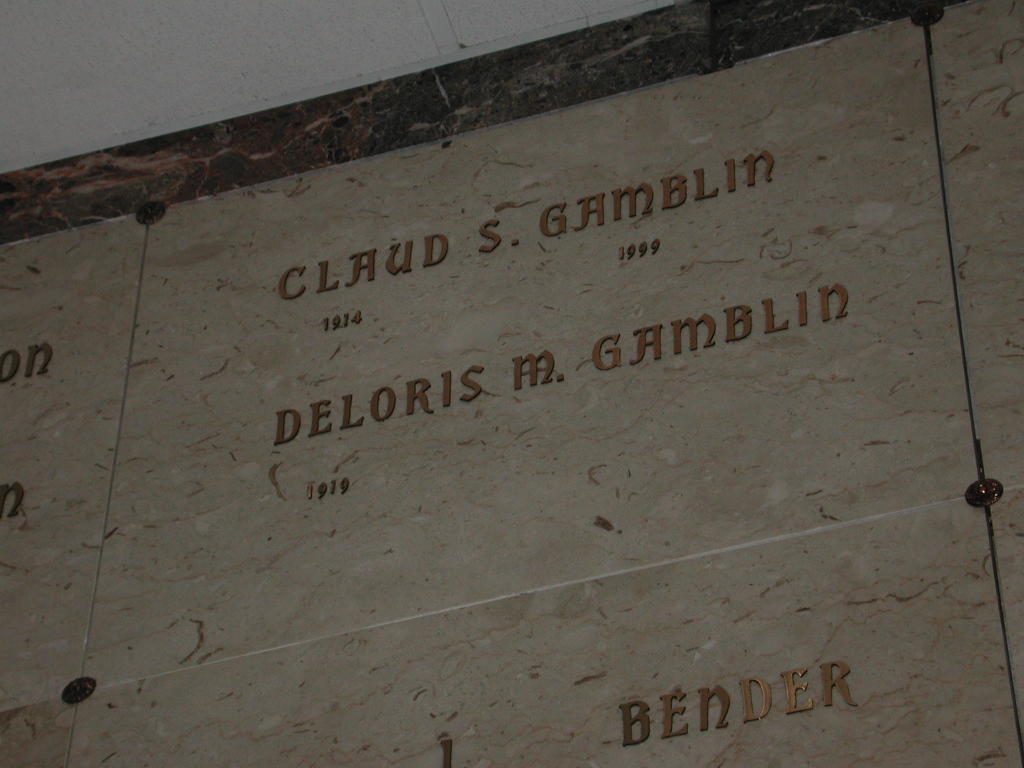 CLAUD S. GAMBLIN
1914 1999
DELORIS M. GAMBLIN
1919
BENDER